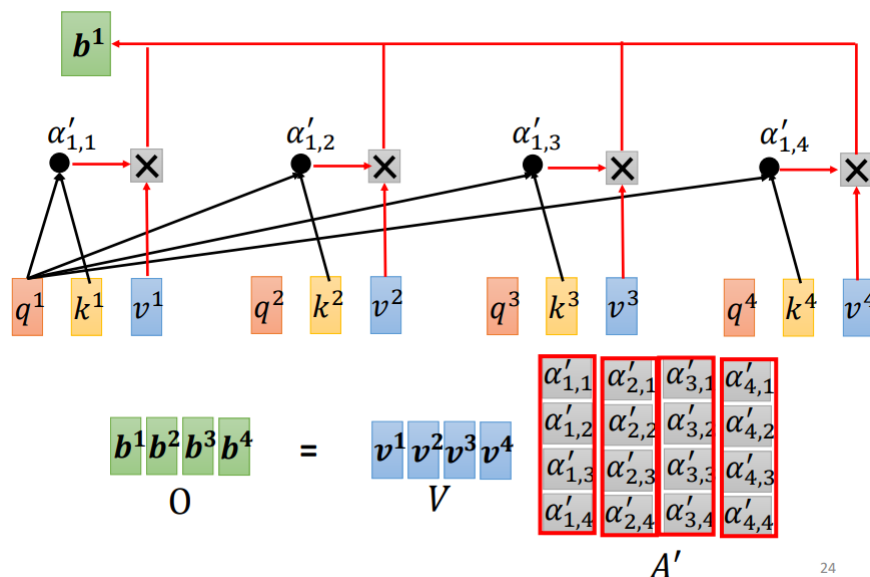 b¹
α′₁,₁ α′₁,₂ α′₁,₃ α′₁,₄
× × × ×
q¹ k¹ v¹ q² k² v² q³ k³ v³ q⁴ k⁴ v⁴
α′₁,₁ α′₂,₁ α′₃,₁ α′₄,₁
α′₁,₂ α′₂,₂ α′₃,₂ α′₄,₂
b¹ b² b³ b⁴ = v¹ v² v³ v⁴
α′₁,₃ α′₂,₃ α′₃,₃ α′₄,₃
O V
α′₁,₄ α′₂,₄ α′₃,₄ α′₄,₄
A′
24